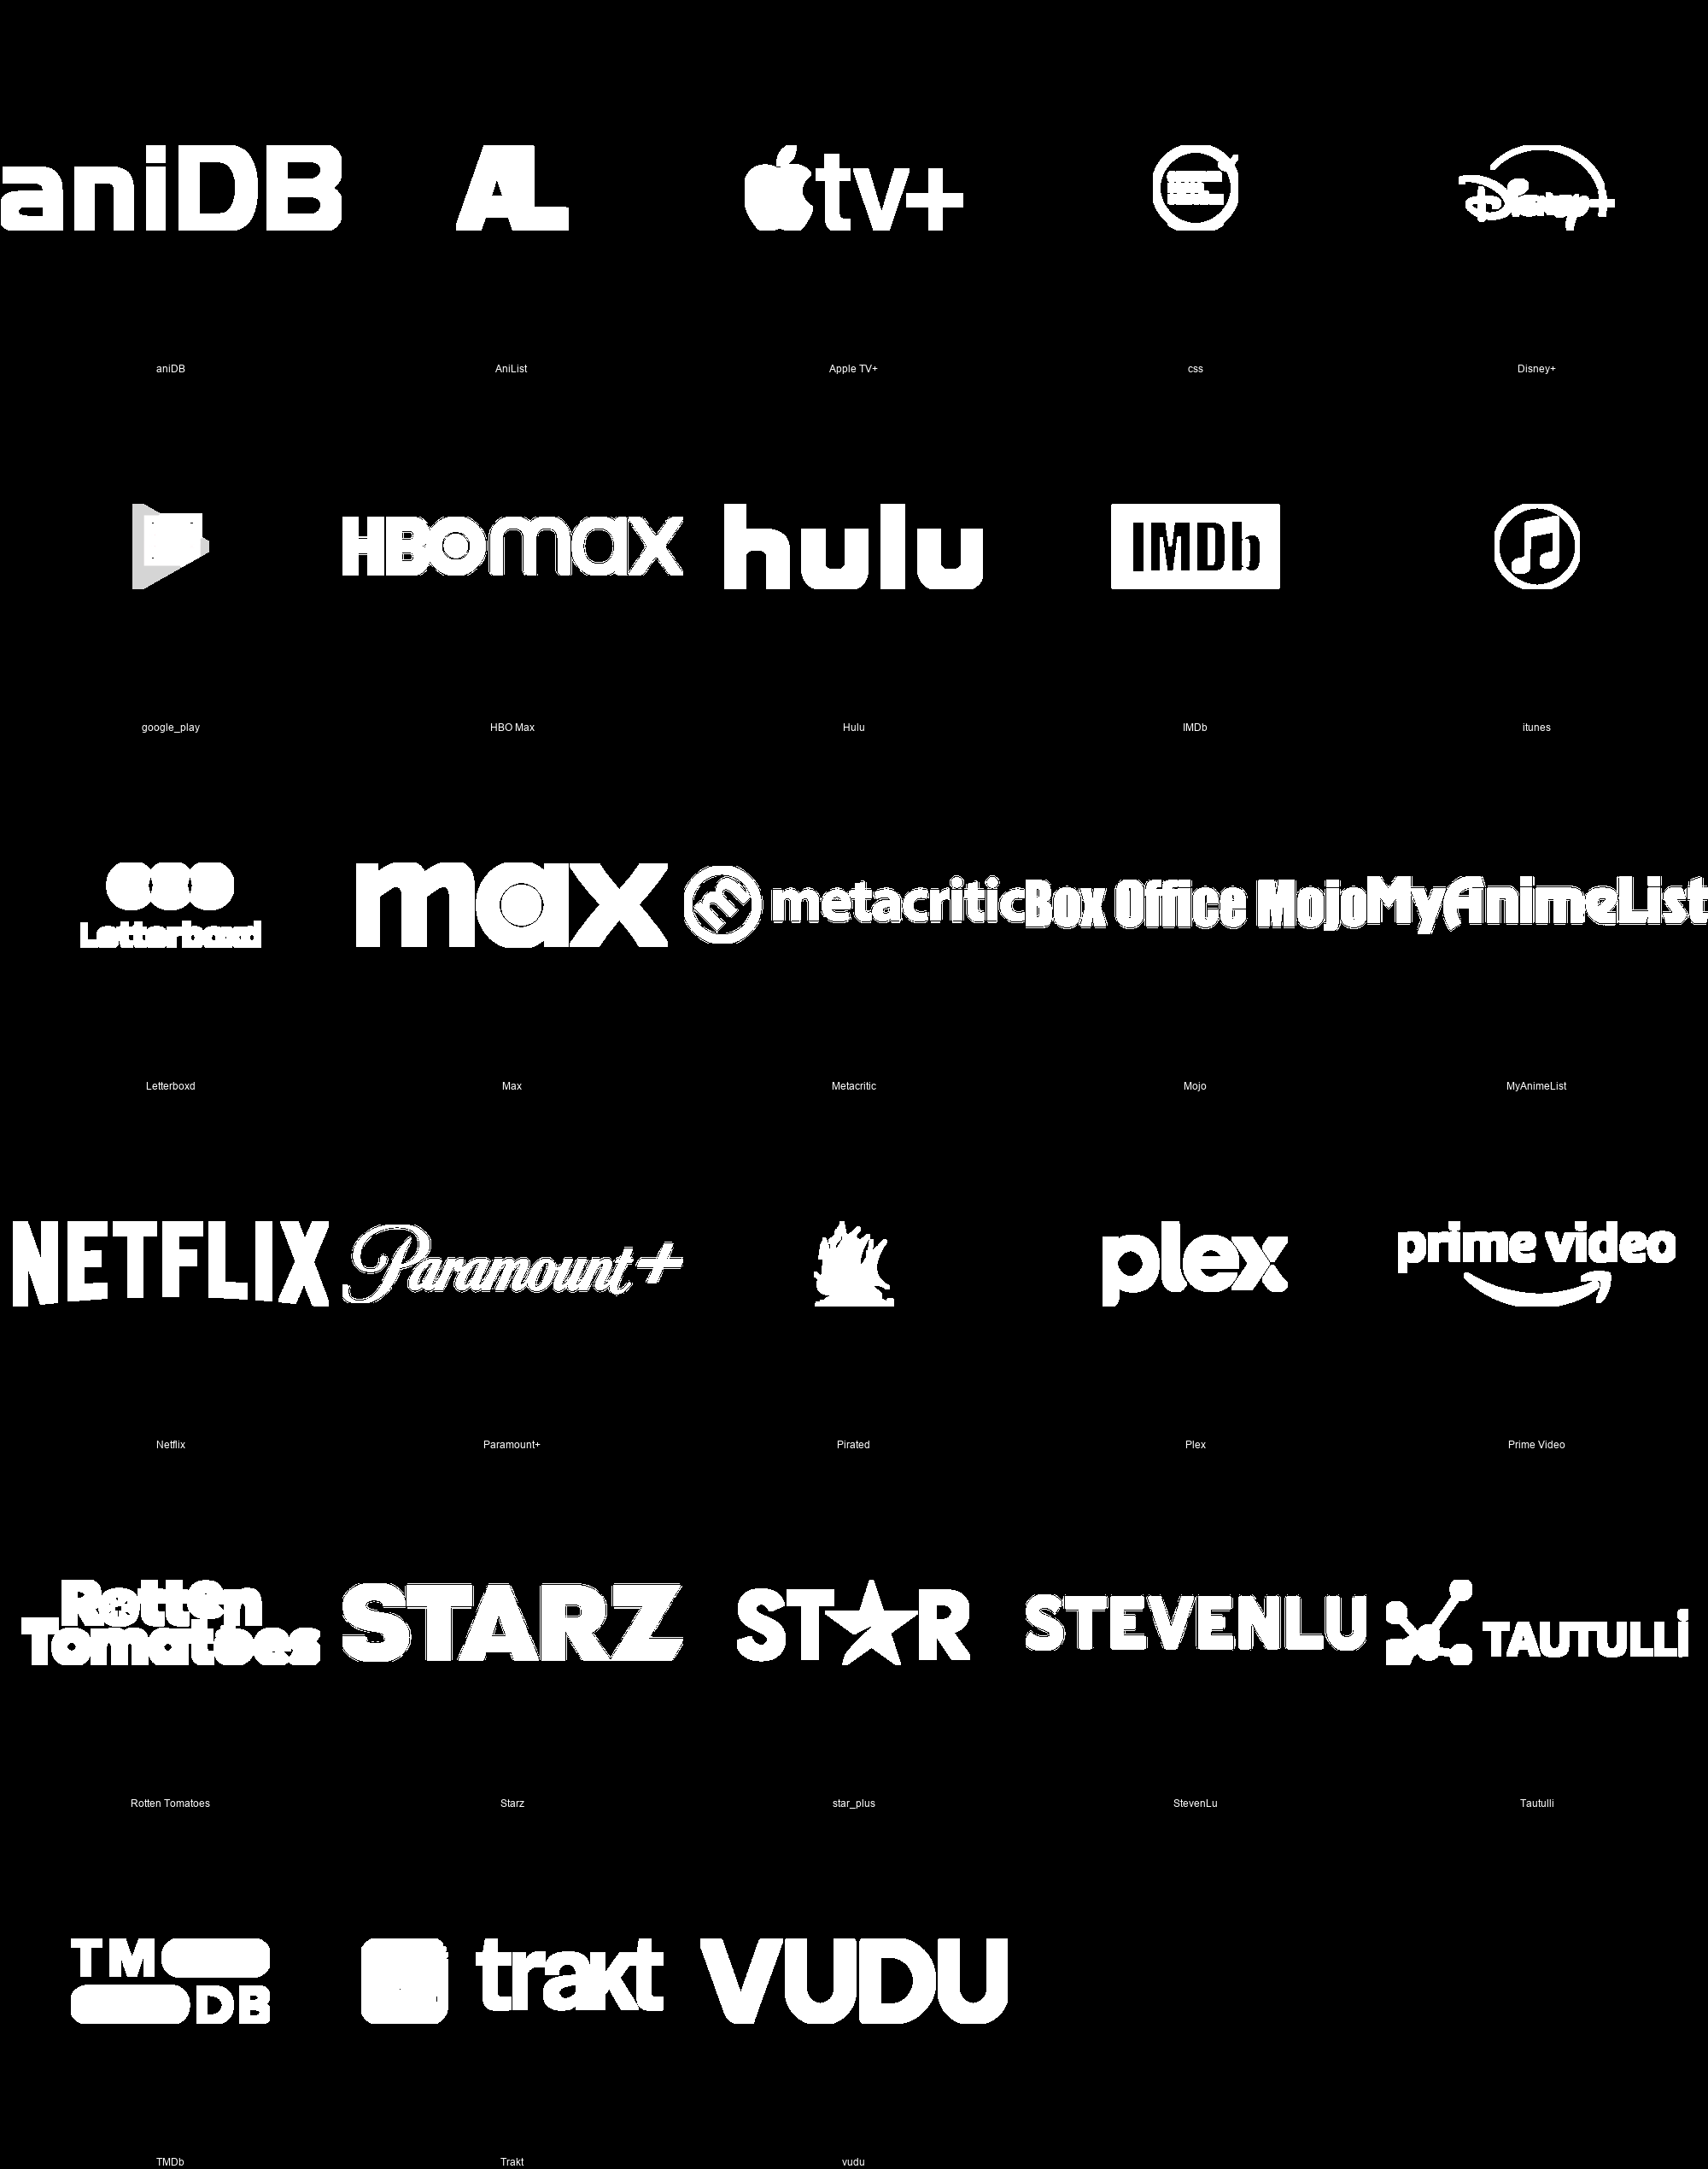 aniDB AL tv+ Disney+
aniDB AniList Apple TV+ css Disney+
HBOmax hulu IMDb
google_play HBO Max Hulu IMDb itunes
Letterboxd max m metacritic Box Office Mojo MyAnimeList
Letterboxd Max Metacritic Mojo MyAnimeList
NETFLIX Paramount+ plex prime video
Netflix Paramount+ Pirated Plex Prime Video
Rotten
Tomatoes STARZ STAR STEVENLU TAUTULLi
Rotten Tomatoes Starz star_plus StevenLu Tautulli
TM
DB trakt VUDU
TMDb Trakt vudu